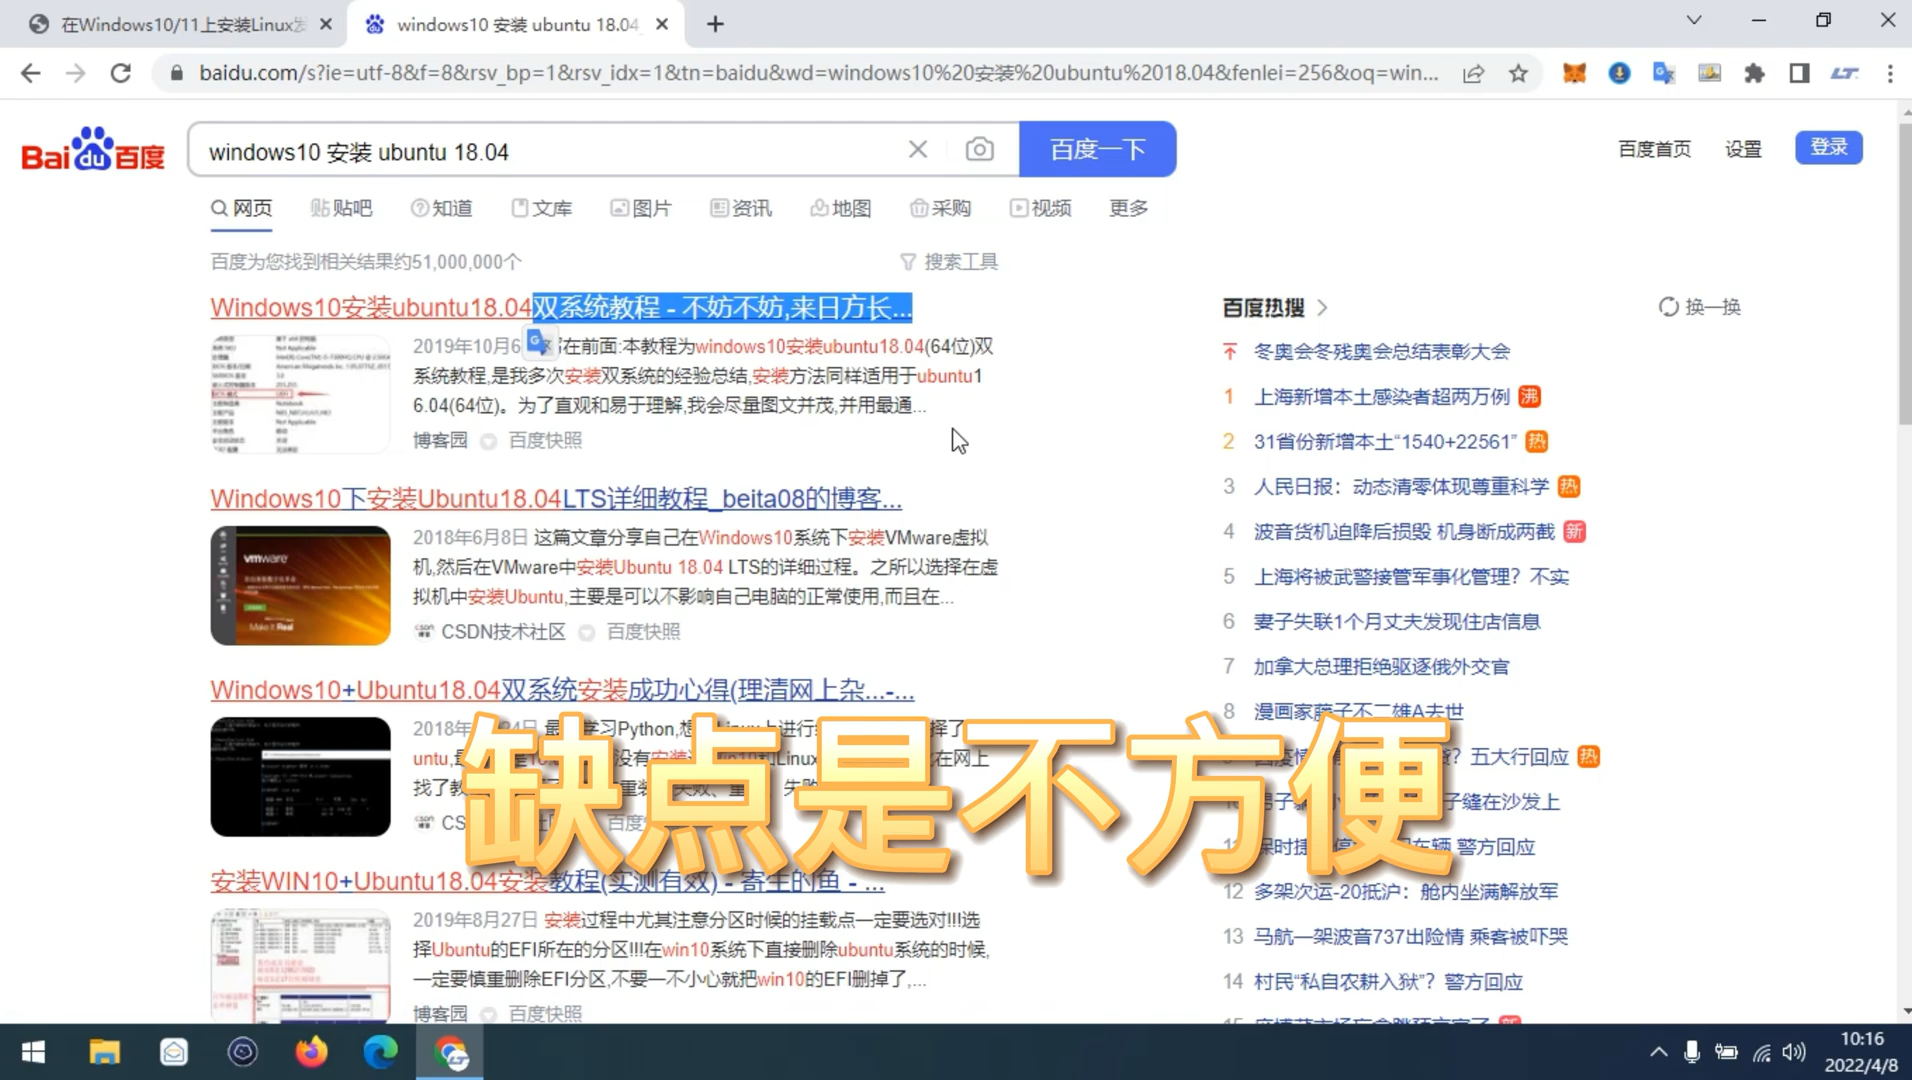 在Windows10/11上安装Linux发
windows10 安装 ubuntu 18.04_
baidu.com/s?ie=utf-8&f=8&rsv_bp=1&rsv_idx=1&tn=baidu&wd=windows10%20安装%20ubuntu%2018.04&fenlei=256&oq=win...
Bai du 百度
windows10 安装 ubuntu 18.04
百度一下
百度首页 设置 登录
网页 贴吧 知道 文库 图片 资讯 地图 采购 视频 更多
百度为您找到相关结果约51,000,000个
搜索工具
Windows10安装ubuntu18.04双系统教程 - 不妨不妨,来日方长...
2019年10月6 在前面:本教程为windows10安装ubuntu18.04(64位)双
系统教程,是我多次安装双系统的经验总结,安装方法同样适用于ubuntu1
6.04(64位)。为了直观和易于理解,我会尽量图文并茂,并用最通...
博客园 百度快照
Windows10下安装Ubuntu18.04LTS详细教程_beita08的博客...
vmware
Make It Real
2018年6月8日 这篇文章分享自己在Windows10系统下安装VMware虚拟
机,然后在VMware中安装Ubuntu 18.04 LTS的详细过程。之所以选择在虚
拟机中安装Ubuntu,主要是可以不影响自己电脑的正常使用,而且在...
CSDN技术社区 百度快照
Windows10+Ubuntu18.04双系统安装成功心得(理清网上杂...-...
2018年 24日 最 学习Python,想 上进行 择了
untu, 没有安装 Linux 在网上
找了教 重装 失败、重 失败
CS 百度
缺点是不方便
安装WIN10+Ubuntu18.04安装教程(实测有效) - 寄生的鱼 - ...
2019年8月27日 安装过程中尤其注意分区时候的挂载点一定要选对!!!选
择Ubuntu的EFI所在的分区!!!在win10系统下直接删除ubuntu系统的时候,
一定要慎重删除EFI分区,不要一不小心就把win10的EFI删掉了,...
博客园 百度快照
百度热搜
换一换
冬奥会冬残奥会总结表彰大会
1 上海新增本土感染者超两万例 沸
2 31省份新增本土“1540+22561” 热
3 人民日报：动态清零体现尊重科学 热
4 波音货机迫降后损毁 机身断成两截 新
5 上海将被武警接管军事化管理？不实
6 妻子失联1个月丈夫发现住店信息
7 加拿大总理拒绝驱逐俄外交官
8 漫画家藤子不二雄A去世
？五大行回应 热
子缝在沙发上
保时捷 车辆 警方回应
12 多架次运-20抵沪：舱内坐满解放军
13 马航一架波音737出险情 乘客被吓哭
14 村民“私自农耕入狱”？警方回应
15
10:16
2022/4/8